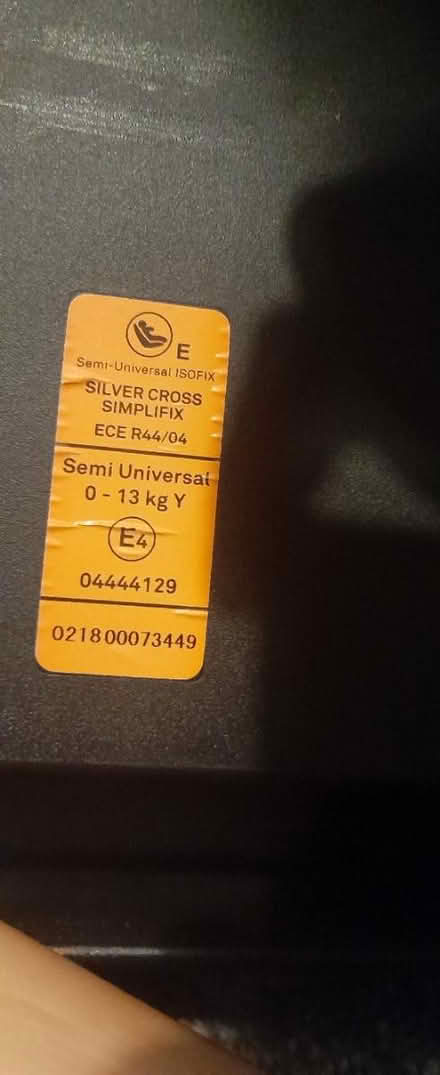 E
Semi-Universal ISOFIX
SILVER CROSS
SIMPLIFIX
ECE R44/04
Semi Universal
0 - 13 kg Y
E4
04444129
021800073449